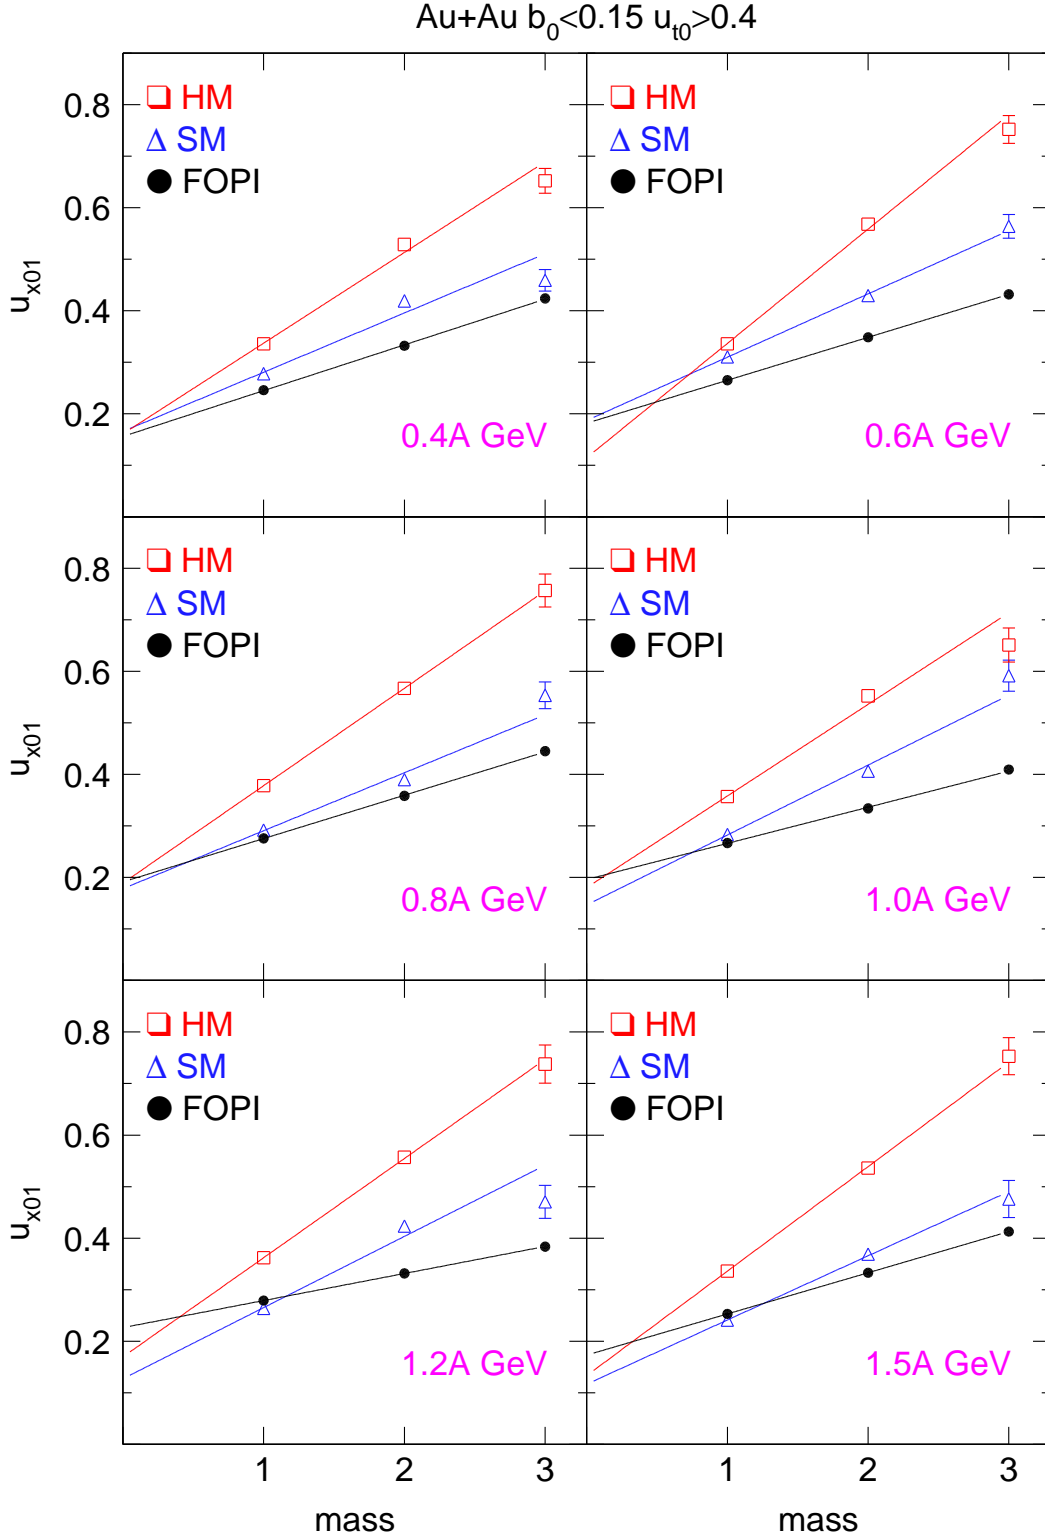 Au+Au b₀<0.15 uₜ₀>0.4
0.8
0.6
0.4
0.2
uₓ₀₁
HM
SM
FOPI
0.4A GeV
HM
SM
FOPI
0.6A GeV
0.8
0.6
0.4
0.2
uₓ₀₁
HM
SM
FOPI
0.8A GeV
HM
SM
FOPI
1.0A GeV
0.8
0.6
0.4
0.2
uₓ₀₁
HM
SM
FOPI
1.2A GeV
HM
SM
FOPI
1.5A GeV
1 2 3
1 2 3
mass
mass